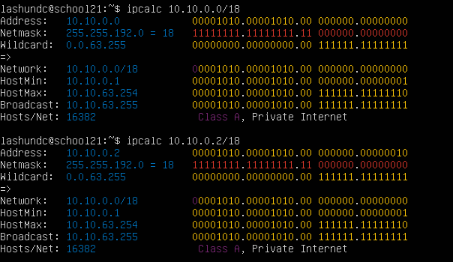 lashundc@school21:~$ ipcalc 10.10.0.0/18
Address: 10.10.0.0 00001010.00001010.00 000000.00000000
Netmask: 255.255.192.0 = 18 11111111.11111111.11 000000.00000000
Wildcard: 0.0.63.255 00000000.00000000.00 111111.11111111
=>
Network: 10.10.0.0/18 00001010.00001010.00 000000.00000000
HostMin: 10.10.0.1 00001010.00001010.00 000000.00000001
HostMax: 10.10.63.254 00001010.00001010.00 111111.11111110
Broadcast: 10.10.63.255 00001010.00001010.00 111111.11111111
Hosts/Net: 16382 Class A, Private Internet
lashundc@school21:~$ ipcalc 10.10.0.2/18
Address: 10.10.0.2 00001010.00001010.00 000000.00000010
Netmask: 255.255.192.0 = 18 11111111.11111111.11 000000.00000000
Wildcard: 0.0.63.255 00000000.00000000.00 111111.11111111
=>
Network: 10.10.0.0/18 00001010.00001010.00 000000.00000000
HostMin: 10.10.0.1 00001010.00001010.00 000000.00000001
HostMax: 10.10.63.254 00001010.00001010.00 111111.11111110
Broadcast: 10.10.63.255 00001010.00001010.00 111111.11111111
Hosts/Net: 16382 Class A, Private Internet